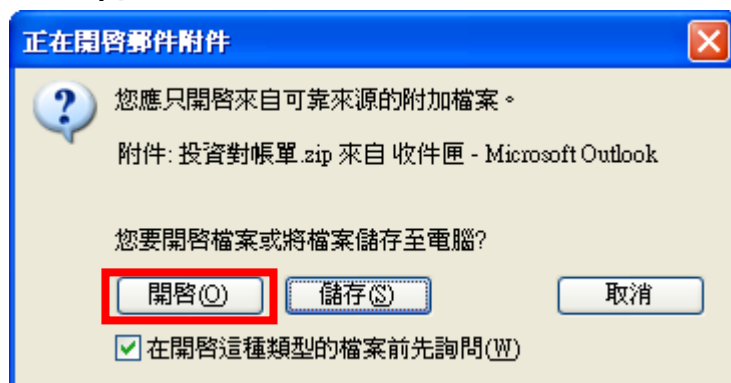 正在開啓郵件附件
您應只開啓來自可靠來源的附加檔案。
附件: 投資對帳單.zip 來自 收件匣 - Microsoft Outlook
您要開啓檔案或將檔案儲存至電腦?
開啓(O) 儲存(S) 取消
在開啓這種類型的檔案前先詢問(W)